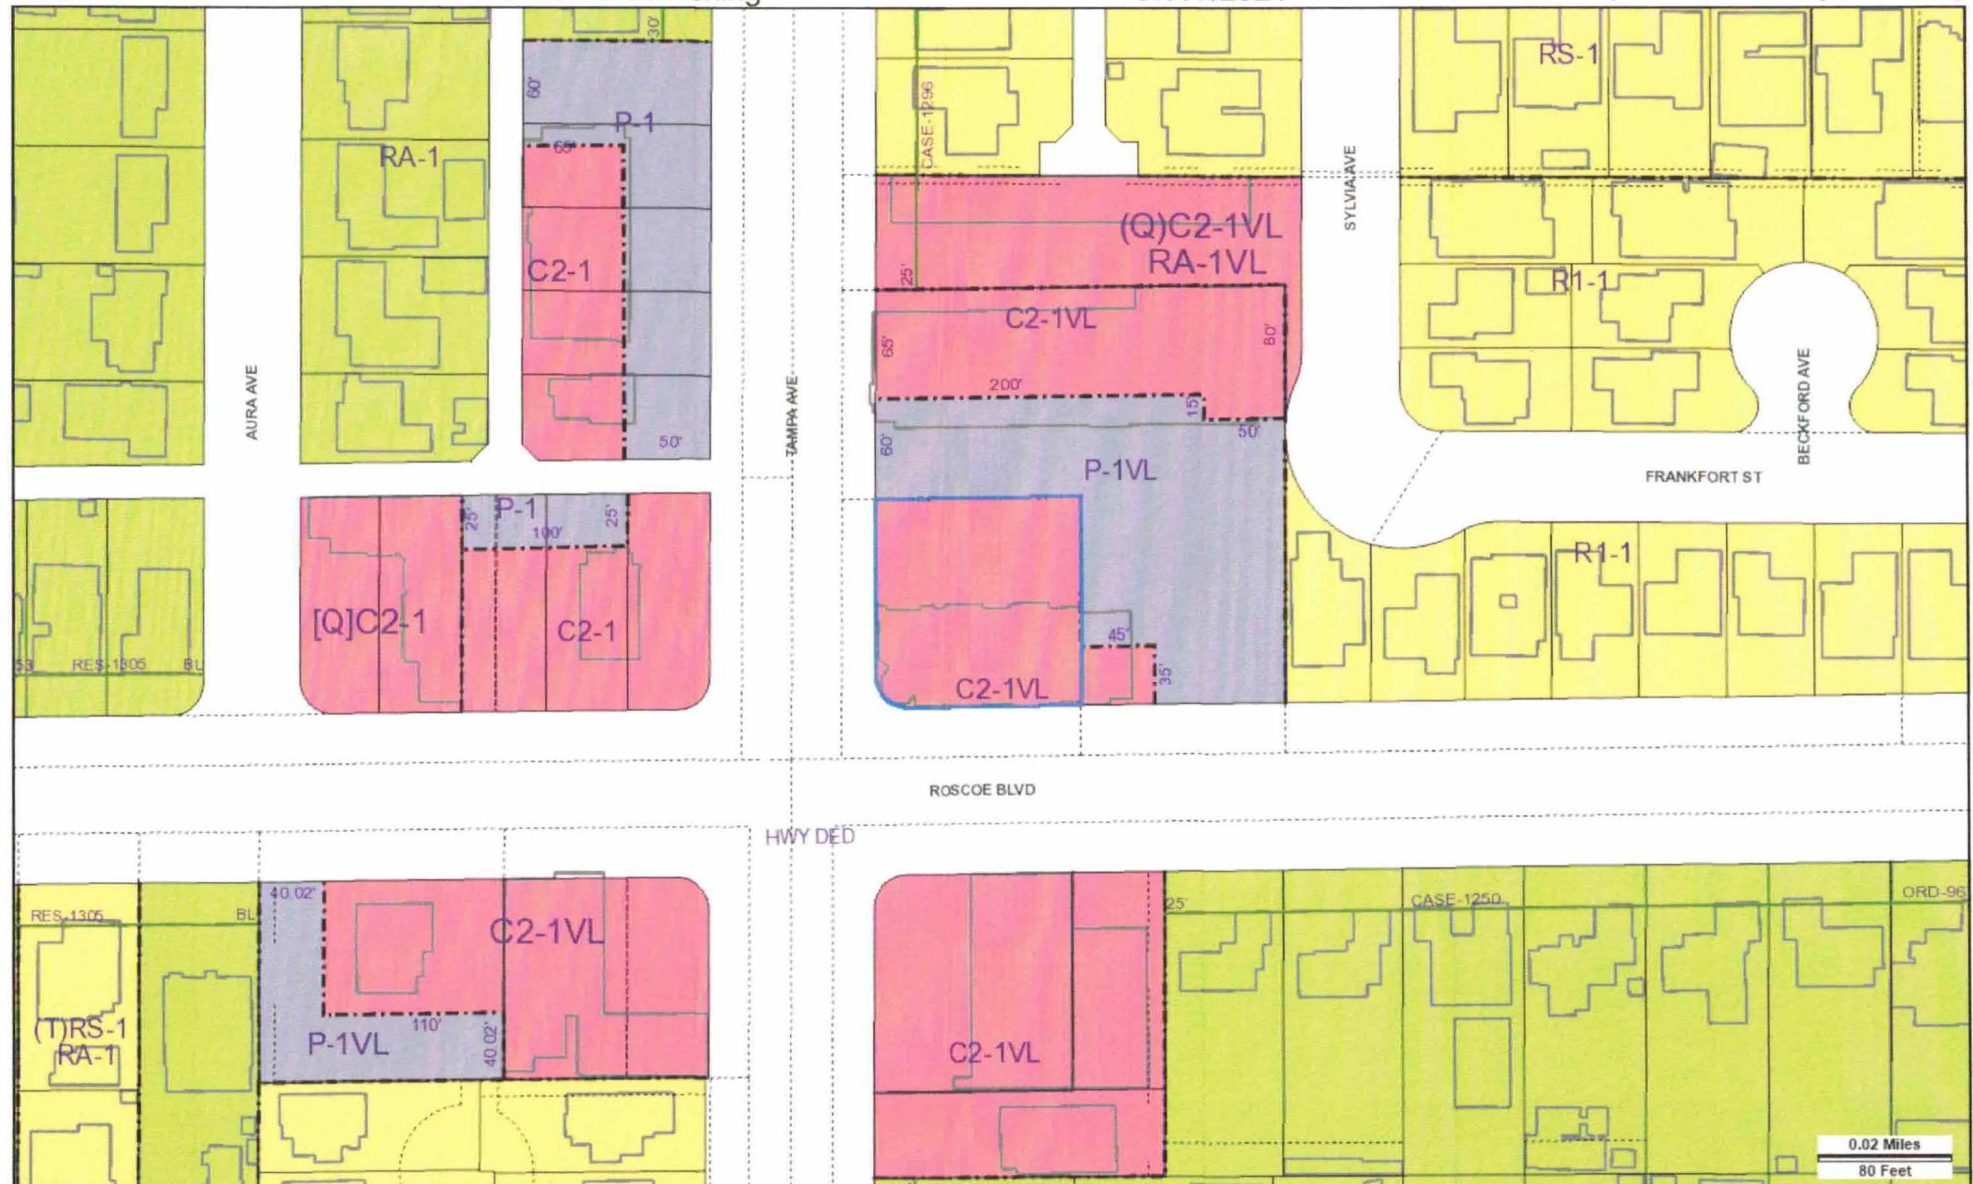 30'
60'
P-1
65'
RA-1
C2-1
50'
AURA AVE
TAMPA AVE
CASE-1296
25'
(Q)C2-1VL
RA-1VL
SYLVIA AVE
RS-1
R1-1
C2-1VL
65'
80'
200'
15'
50'
60'
P-1VL
BECKFORD AVE
FRANKFORT ST
R1-1
25'
P-1
100'
25'
[Q]C2-1
C2-1
53
RES-1305
BL
45'
35'
C2-1VL
ROSCOE BLVD
HWY DED
40.02'
RES-1305
BL
C2-1VL
(T)RS-1
RA-1
P-1VL
110'
40.02'
C2-1VL
25'
CASE-1250
ORD-96
0.02 Miles
80 Feet